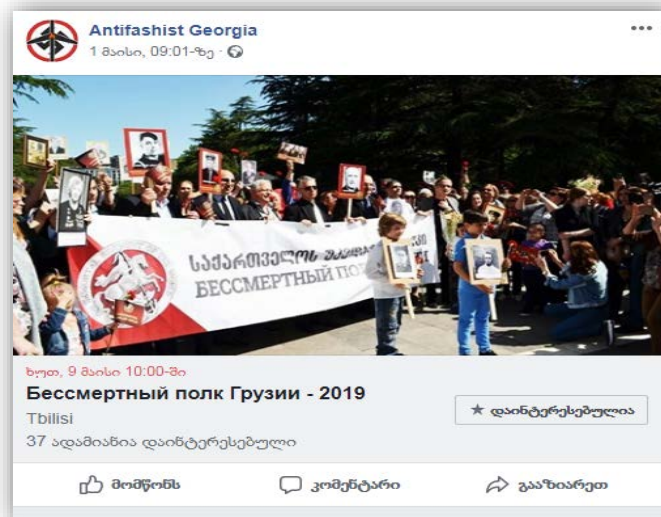 Antifashist Georgia
1 მაისი, 09:01-ზე
საქართველოს
БЕССМЕРТНЫЙ
ხუთ, 9 მაისი 10:00-ში
Бессмертный полк Грузии - 2019
Tbilisi
★ დაინტერესებულია
37 ადამიანია დაინტერესებული
მომწონს კომენტარი გააზიარეთ